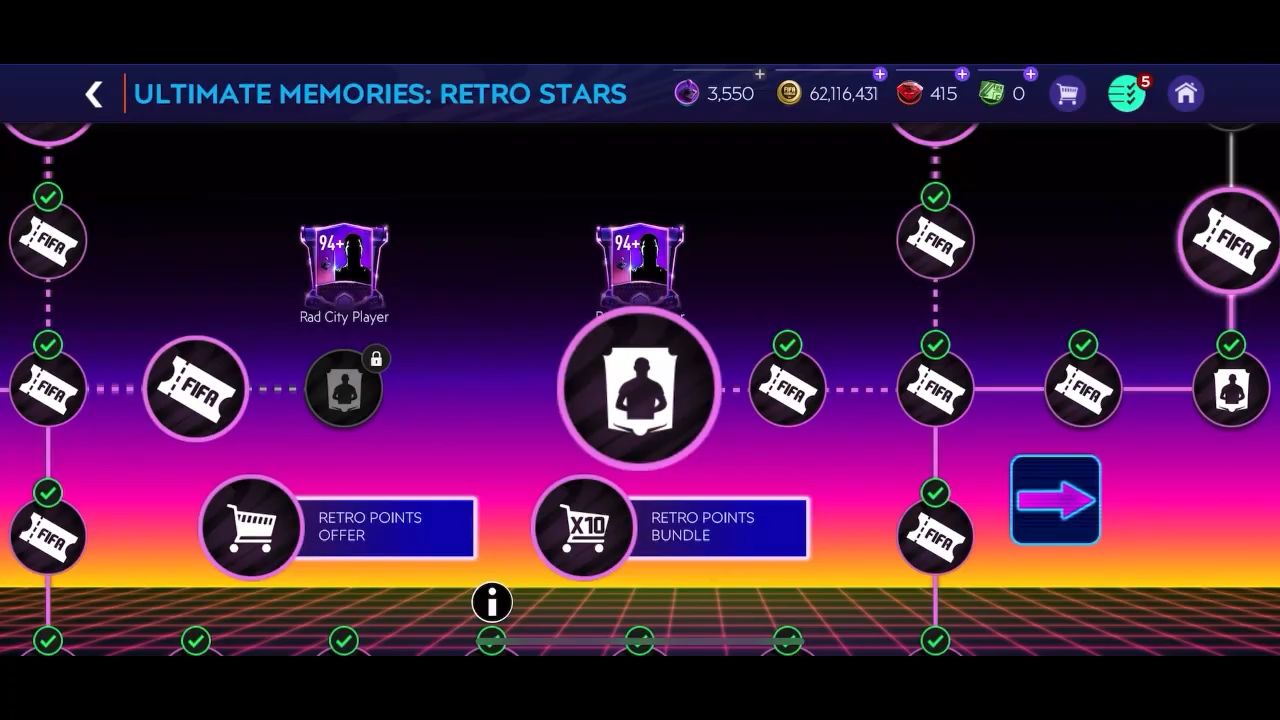 ULTIMATE MEMORIES: RETRO STARS
3,550
62,116,431
415
0
5
FIFA
FIFA
FIFA
94+
94+
Rad City Player
FIFA
FIFA
FIFA
FIFA
FIFA
RETRO POINTS
OFFER
X10
RETRO POINTS
BUNDLE
FIFA
FIFA
i